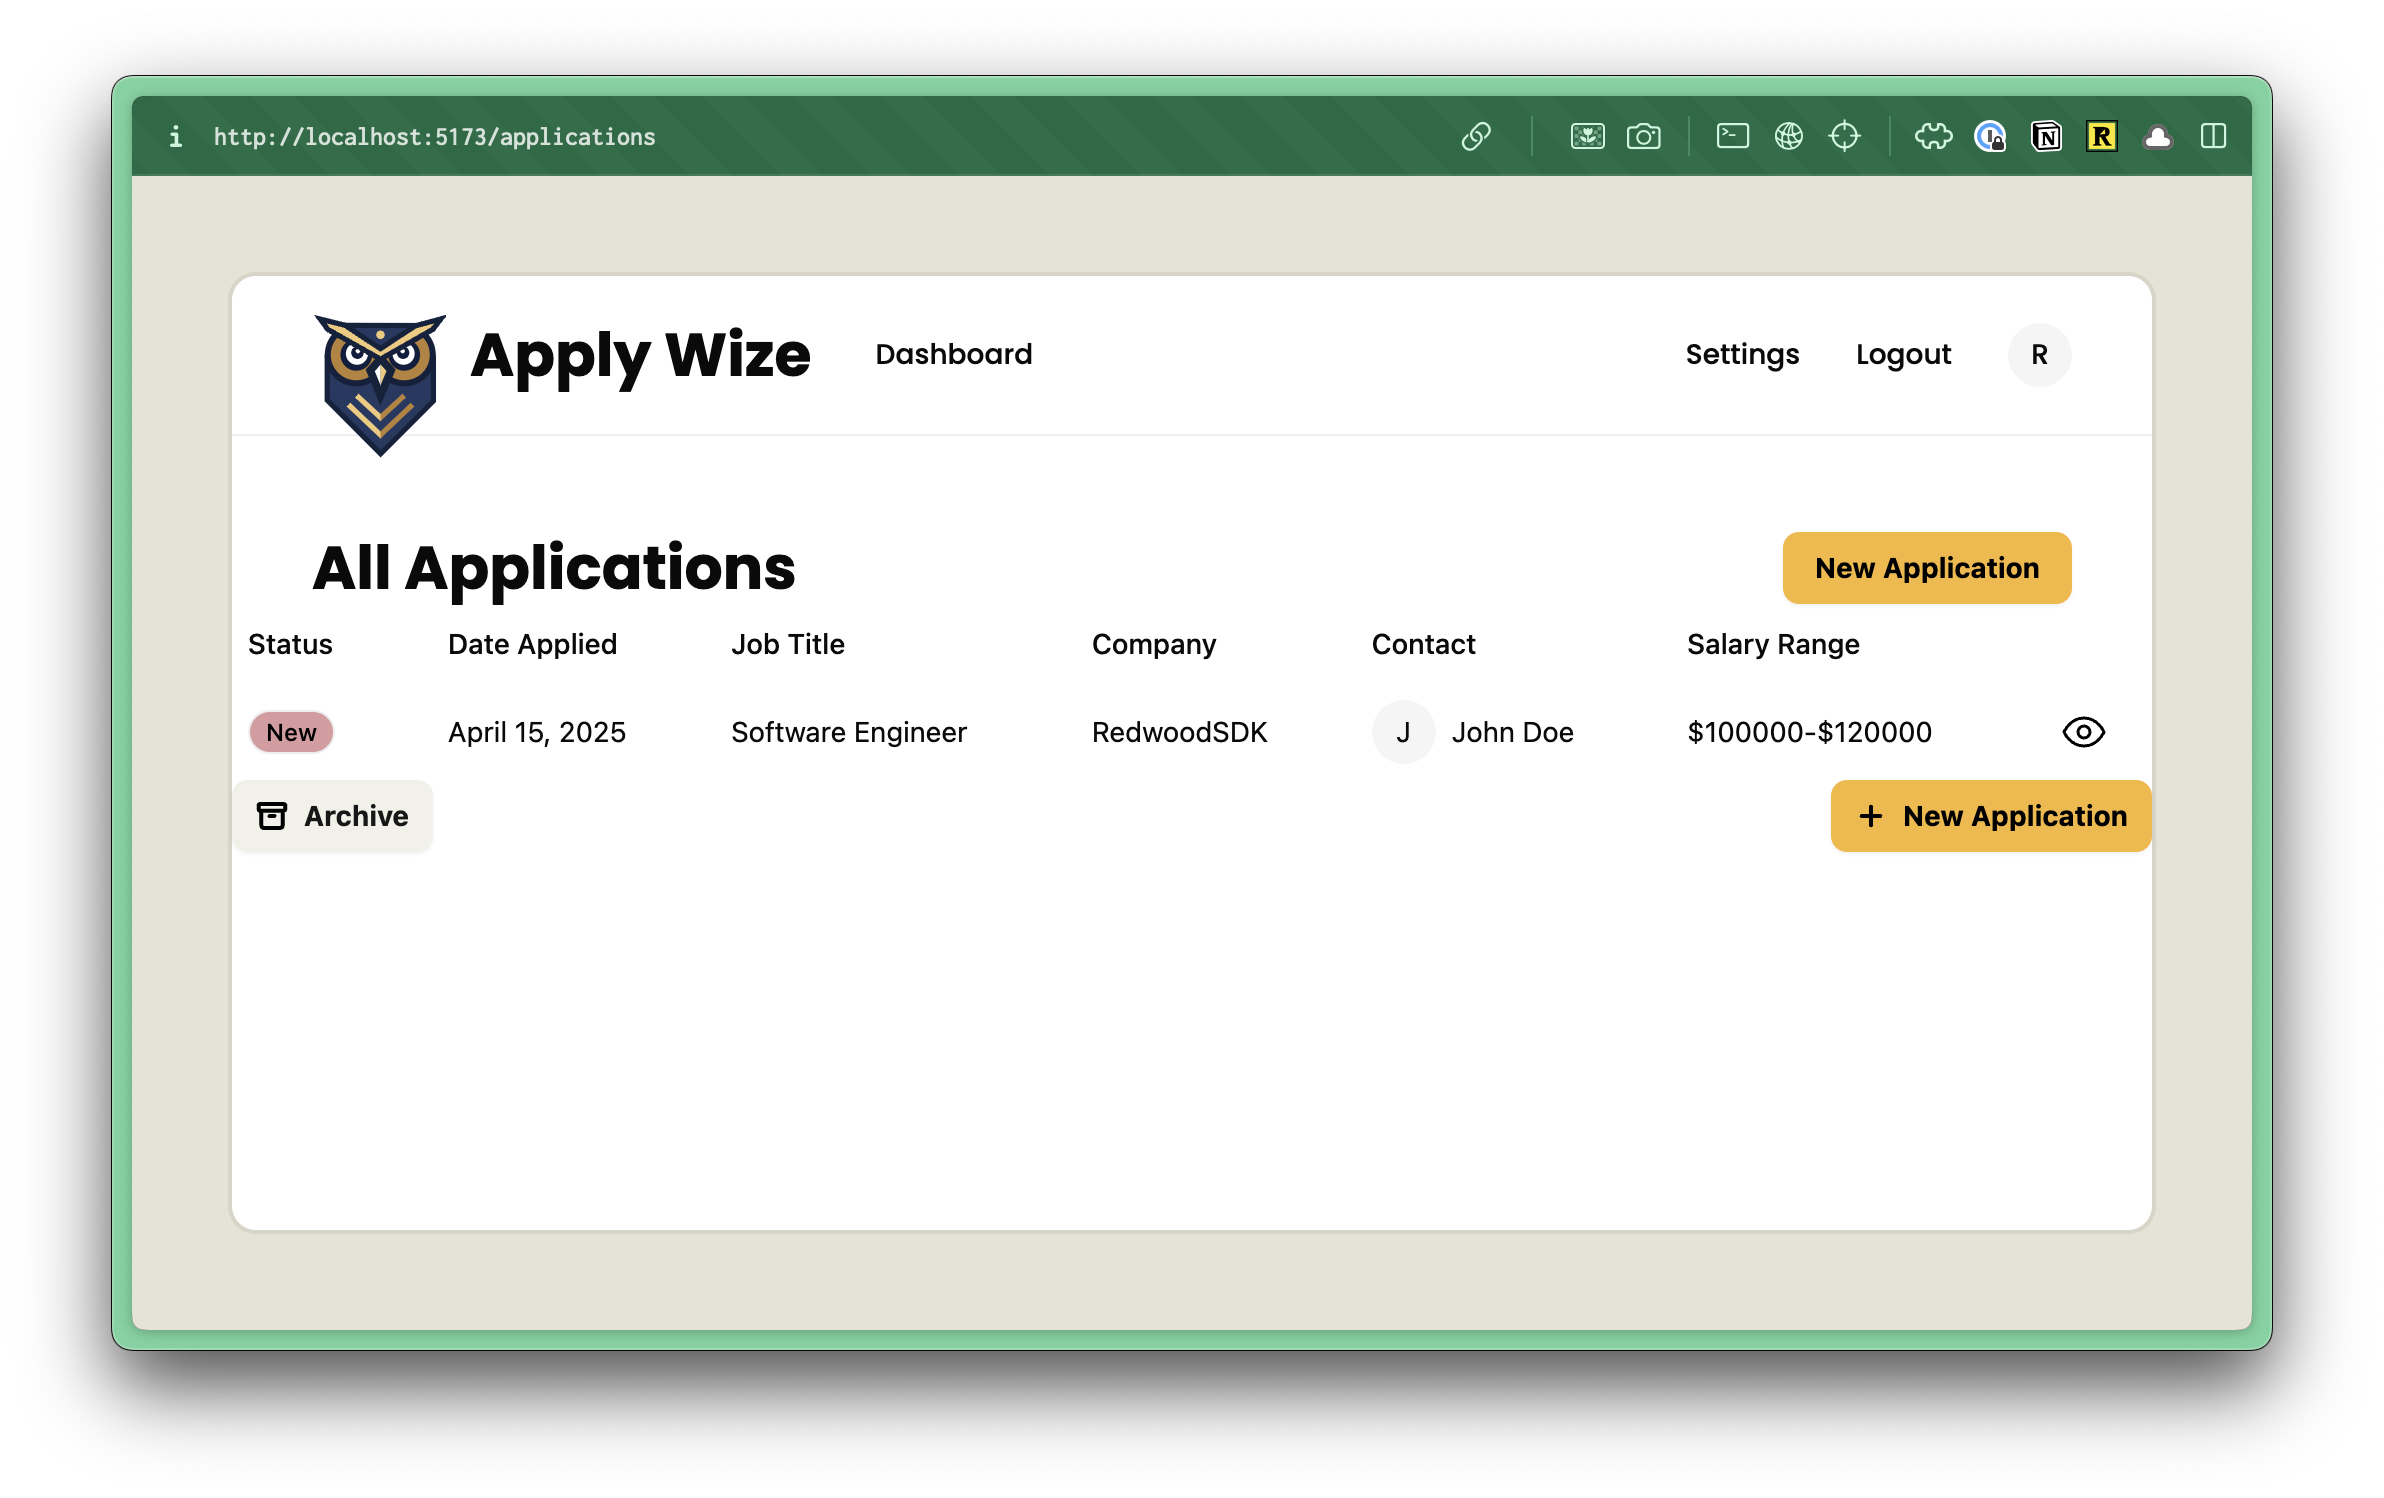 http://localhost:5173/applications
Apply Wize
Dashboard
Settings
Logout
R
All Applications
New Application
Status
Date Applied
Job Title
Company
Contact
Salary Range
New
April 15, 2025
Software Engineer
RedwoodSDK
J
John Doe
$100000-$120000
Archive
New Application